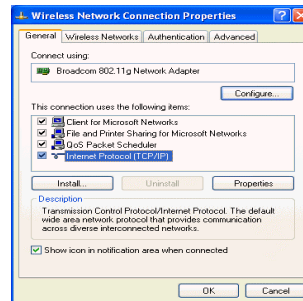 Wireless Network Connection Properties
General Wireless Networks Authentication Advanced
Connect using:
Broadcom 802.11g Network Adapter
Configure...
This connection uses the following items:
Client for Microsoft Networks
File and Printer Sharing for Microsoft Networks
QoS Packet Scheduler
Internet Protocol (TCP/IP)
Install... Uninstall Properties
Description
Transmission Control Protocol/Internet Protocol. The default
wide area network protocol that provides communication
across diverse interconnected networks.
Show icon in notification area when connected
OK Cancel